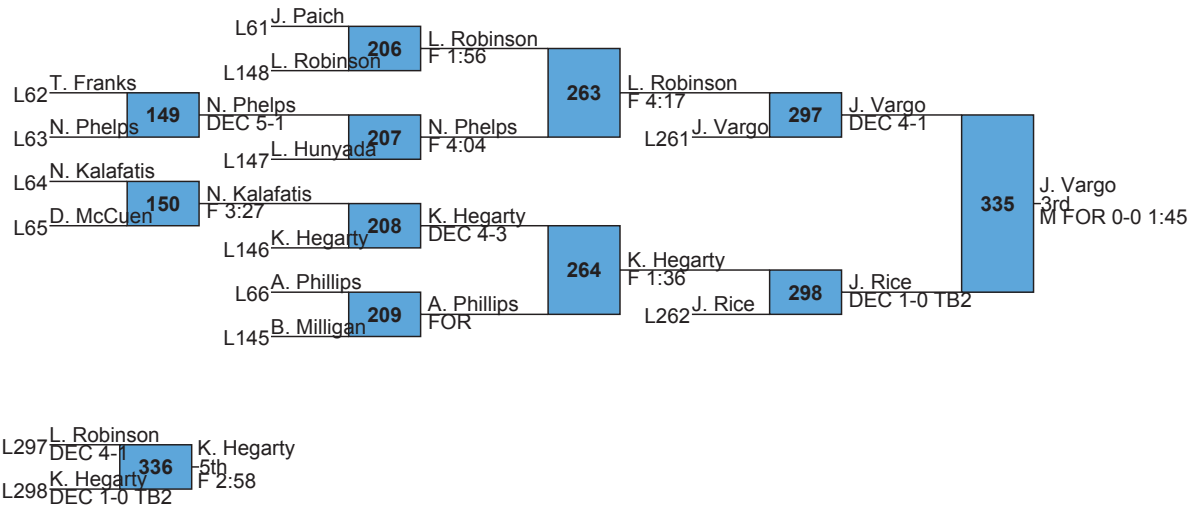 J. Paich
L61
206
L. Robinson
F 1:56
L. Robinson
L148
T. Franks
L62
149
N. Phelps
DEC 5-1
N. Phelps
L63
263
L. Robinson
F 4:17
207
N. Phelps
F 4:04
L. Hunyada
L147
297
J. Vargo
DEC 4-1
J. Vargo
L261
N. Kalafatis
L64
150
N. Kalafatis
F 3:27
D. McCuen
L65
208
K. Hegarty
DEC 4-3
K. Hegarty
L146
335
J. Vargo
3rd
M FOR 0-0 1:45
264
K. Hegarty
F 1:36
A. Phillips
L66
209
A. Phillips
FOR
B. Milligan
L145
298
J. Rice
DEC 1-0 TB2
J. Rice
L262
L. Robinson
L297
DEC 4-1
336
K. Hegarty
5th
F 2:58
K. Hegarty
L298
DEC 1-0 TB2